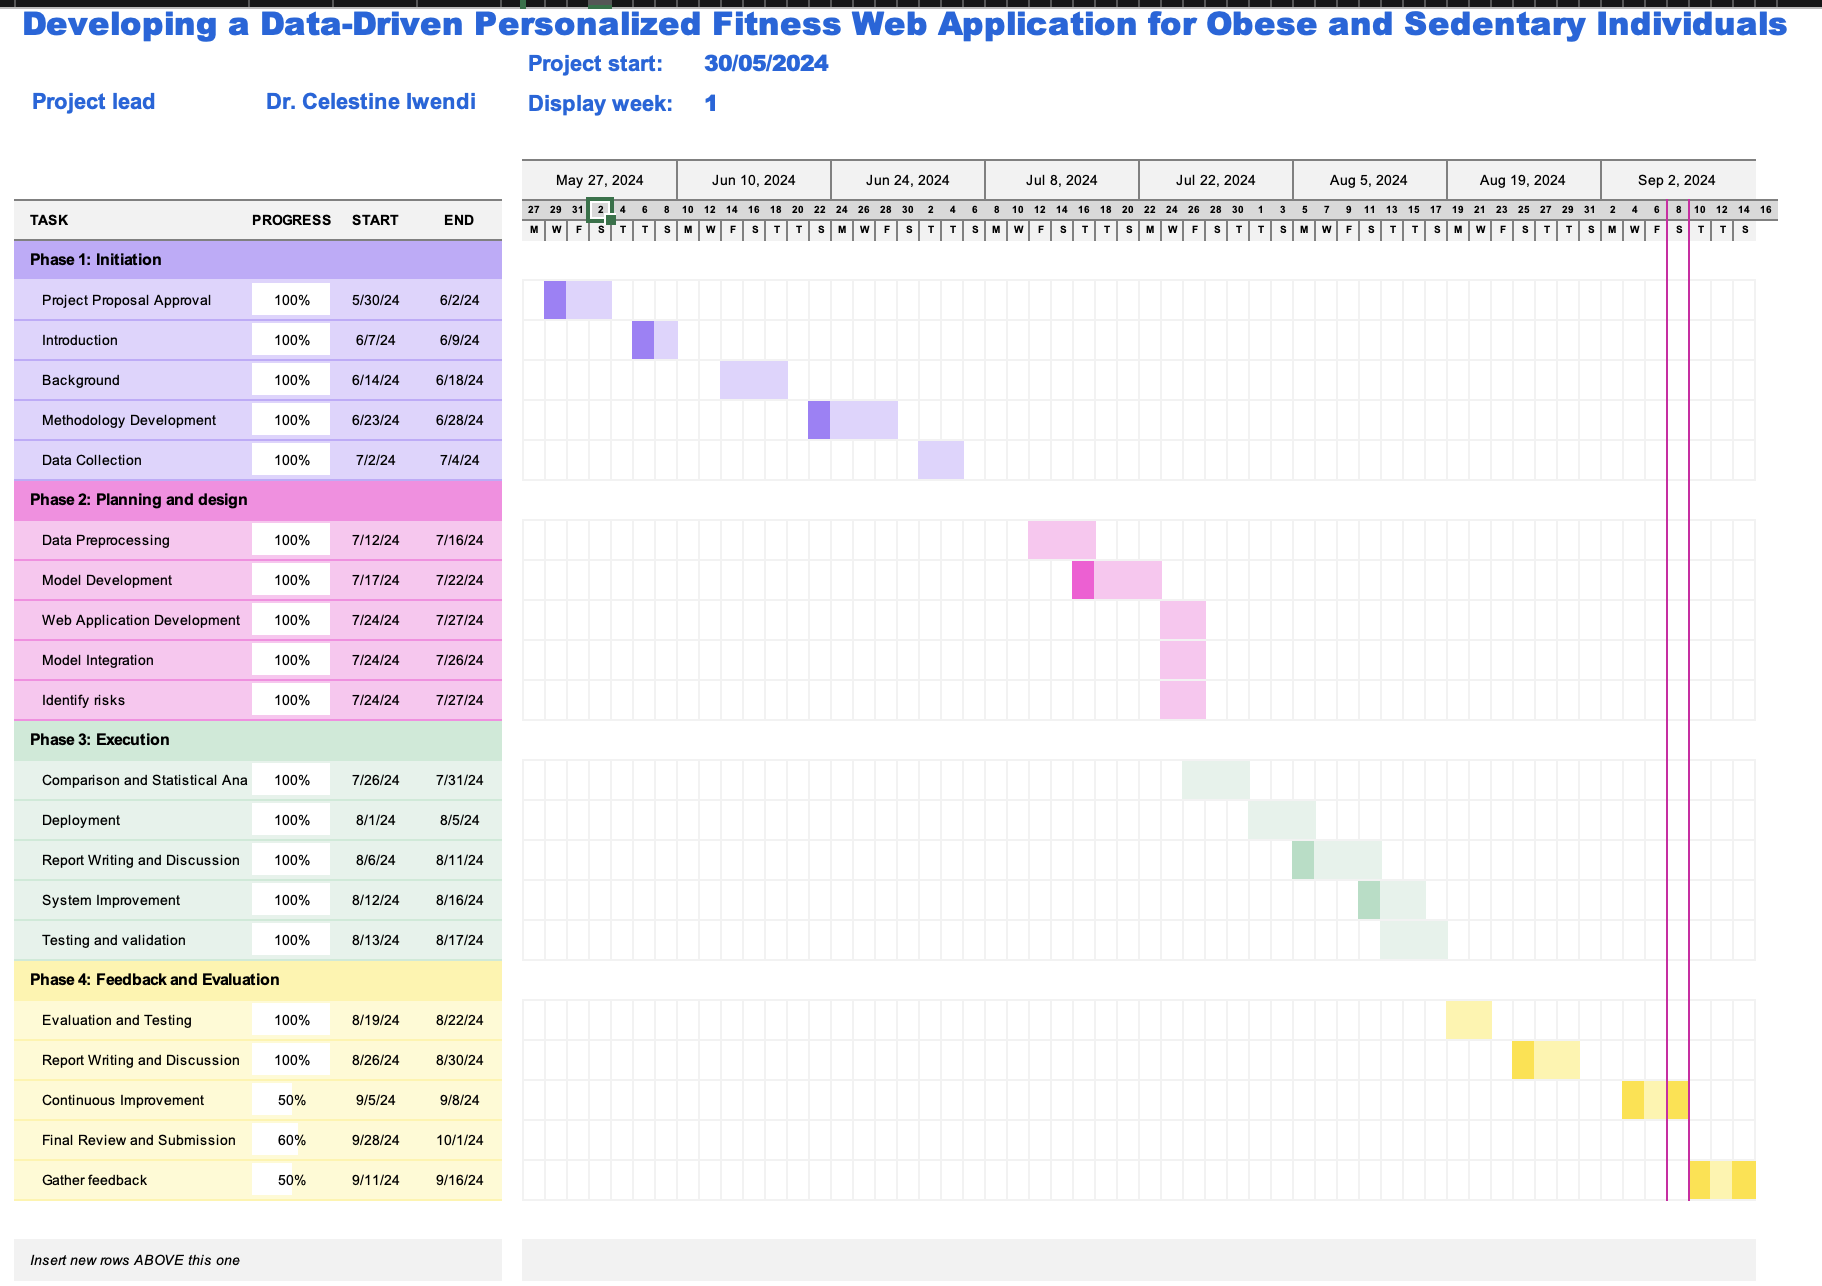 Developing a Data-Driven Personalized Fitness Web Application for Obese and Sedentary Individuals
Project start: 30/05/2024
Project lead Dr. Celestine Iwendi Display week: 1
May 27, 2024 Jun 10, 2024 Jun 24, 2024 Jul 8, 2024 Jul 22, 2024 Aug 5, 2024 Aug 19, 2024 Sep 2, 2024
27 29 31 2 4 6 8 10 12 14 16 18 20 22 24 26 28 30 2 4 6 8 10 12 14 16 18 20 22 24 26 28 30 1 3 5 7 9 11 13 15 17 19 21 23 25 27 29 31 2 4 6 8 10 12 14 16
TASK PROGRESS START END
M W F S T T S M W F S T T S M W F S T T S M W F S T T S M W F S T T S M W F S T T S M W F S T T S M W F S T T S
Phase 1: Initiation
Project Proposal Approval 100% 5/30/24 6/2/24
Introduction 100% 6/7/24 6/9/24
Background 100% 6/14/24 6/18/24
Methodology Development 100% 6/23/24 6/28/24
Data Collection 100% 7/2/24 7/4/24
Phase 2: Planning and design
Data Preprocessing 100% 7/12/24 7/16/24
Model Development 100% 7/17/24 7/22/24
Web Application Development 100% 7/24/24 7/27/24
Model Integration 100% 7/24/24 7/26/24
Identify risks 100% 7/24/24 7/27/24
Phase 3: Execution
Comparison and Statistical Ana 100% 7/26/24 7/31/24
Deployment 100% 8/1/24 8/5/24
Report Writing and Discussion 100% 8/6/24 8/11/24
System Improvement 100% 8/12/24 8/16/24
Testing and validation 100% 8/13/24 8/17/24
Phase 4: Feedback and Evaluation
Evaluation and Testing 100% 8/19/24 8/22/24
Report Writing and Discussion 100% 8/26/24 8/30/24
Continuous Improvement 50% 9/5/24 9/8/24
Final Review and Submission 60% 9/28/24 10/1/24
Gather feedback 50% 9/11/24 9/16/24
Insert new rows ABOVE this one